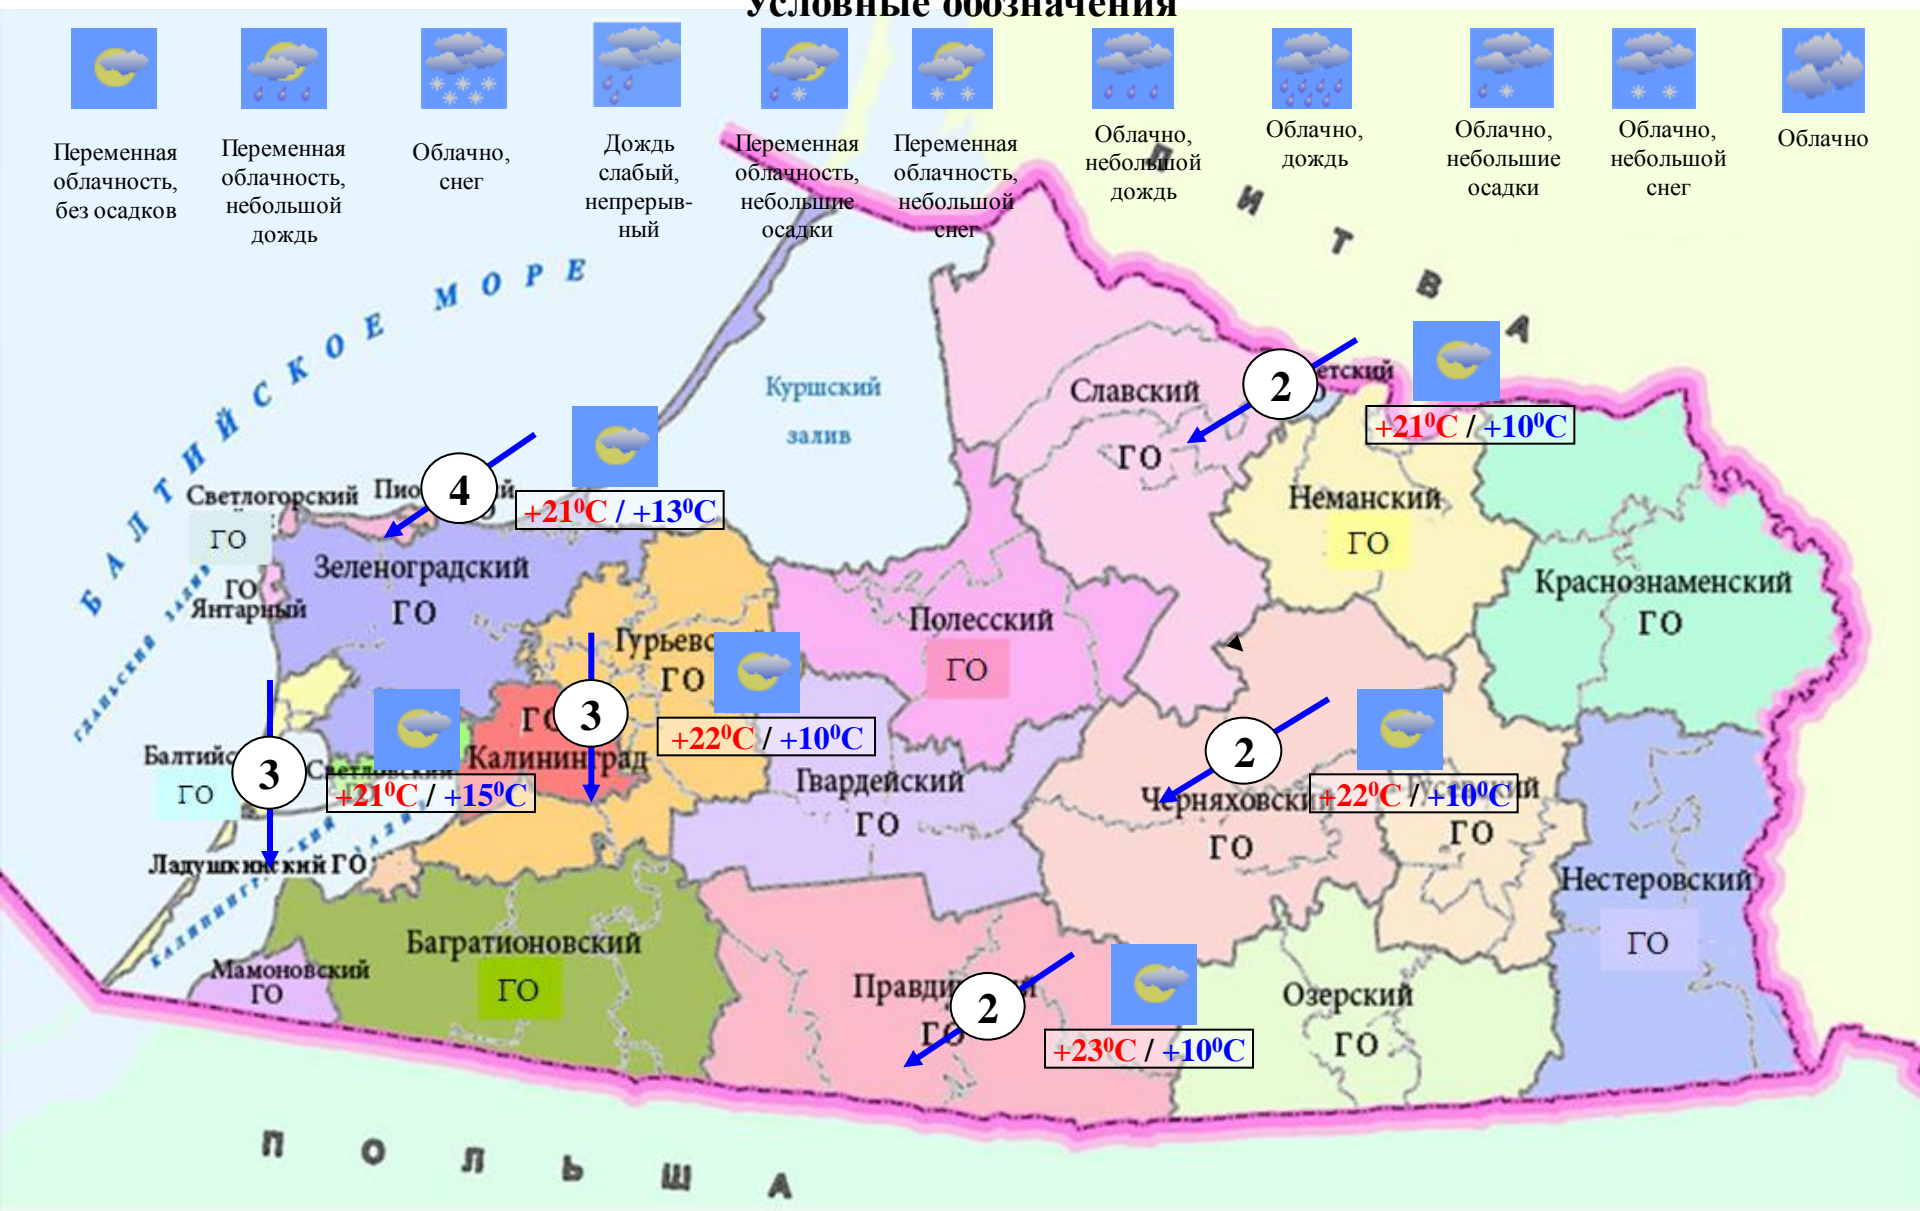 Условные обозначения
Переменная
облачность,
без осадков
Переменная
облачность,
небольшой
дождь
Облачно,
снег
Дождь
слабый,
непрерыв-
ный
Переменная
облачность,
небольшие
осадки
Переменная
облачность,
небольшой
снег
Облачно,
небольшой
дождь
Облачно,
дождь
Облачно,
небольшие
осадки
Облачно,
небольшой
снег
Облачно
ЛИТВА
БАЛТИЙСКОЕ МОРЕ
Куршский
залив
Славский
ГО
2
+21⁰С / +10⁰С
4
+21⁰С / +13⁰С
Светлогорский
ГО
Неманский
ГО
Зеленоградский
ГО
ГО
Янтарный
Краснознаменский
ГО
Полесский
ГО
ГО
3
+22⁰С / +10⁰С
Калининград
3
ГО
+21⁰С / +15⁰С
Гвардейский
ГО
2
+22⁰С / +10⁰С
ГО
ГО
Ладушкинский ГО
Нестеровский
ГО
Багратионовский
ГО
Мамоновский
ГО
2
+23⁰С / +10⁰С
Озерский
ГО
ПОЛЬША